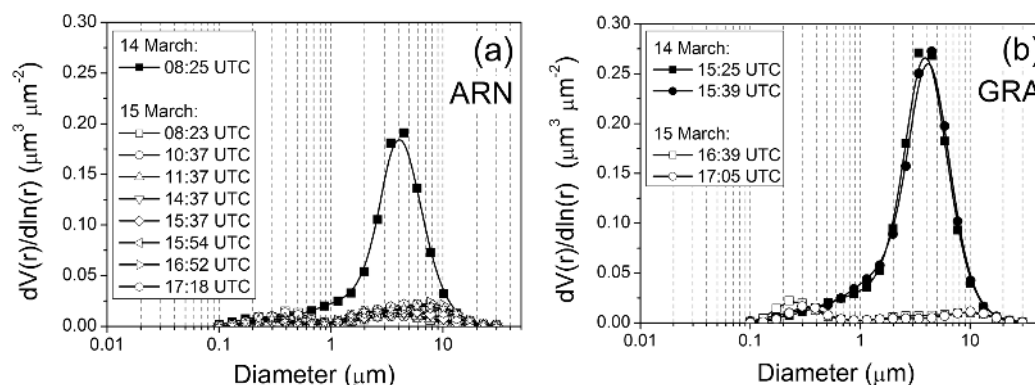 0.30
0.25
0.20
0.15
0.10
0.05
0.00
dV(r)/dln(r) (μm³ μm⁻²)
14 March:
08:25 UTC
15 March:
08:23 UTC
10:37 UTC
11:37 UTC
14:37 UTC
15:37 UTC
15:54 UTC
16:52 UTC
17:18 UTC
(a)
ARN
0.01 0.1 1 10
Diameter (μm)
0.30
0.25
0.20
0.15
0.10
0.05
0.00
dV(r)/dln(r) (μm³ μm⁻²)
14 March:
15:25 UTC
15:39 UTC
15 March:
16:39 UTC
17:05 UTC
(b)
GRA
0.01 0.1 1 10
Diameter (μm)